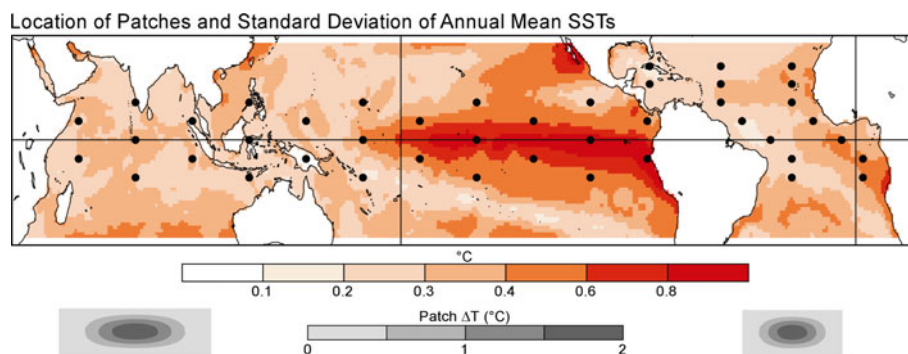 Location of Patches and Standard Deviation of Annual Mean SSTs
°C
0.1 0.2 0.3 0.4 0.6 0.8
Patch ΔT (°C)
0 1 2